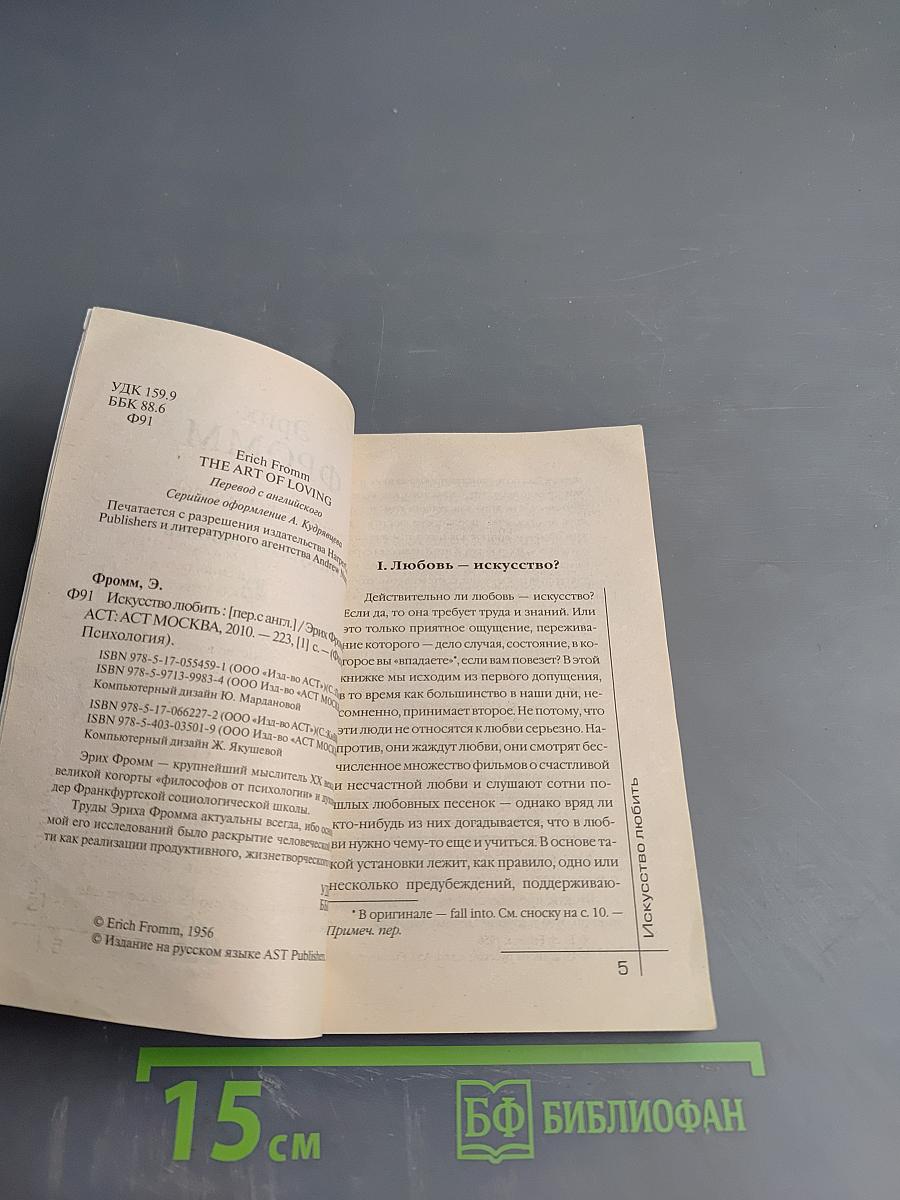 УДК 159.9
ББК 88.6
Ф91
Erich Fromm
THE ART OF LOVING
Перевод с английского
Серийное оформление А. Кудрявцева
Печатается с разрешения издательства
Publishers и литературного агентства Andrew
Фромм, Э.
Ф91 Искусство любить : [пер. с англ.] / Эрих
АСТ: АСТ МОСКВА, 2010. — 223, [1] с. —
Психология).
ISBN 978-5-17-055459-1 (ООО «Изд-во АСТ»)
ISBN 978-5-9713-9983-4 (ООО Изд-во «АСТ
Компьютерный дизайн Ю. Мардановой
ISBN 978-5-17-066227-2 (ООО «Изд-во АСТ»)
ISBN 978-5-403-03501-9 (ООО Изд-во «АСТ
Компьютерный дизайн Ж. Якушевой
Эрих Фромм — крупнейший мыслитель XX
великой когорты «философов от психологии» и
дер Франкфуртской социологической школы.
Труды Эриха Фромма актуальны всегда, ибо
мой его исследований было раскрытие
ти как реализации продуктивного,
© Erich Fromm, 1956
© Издание на русском языке AST
I. Любовь — искусство?
Действительно ли любовь — искусство?
Если да, то она требует труда и знаний. Или
это только приятное ощущение, пережива-
ние которого — дело случая, состояние, в ко-
торое вы «впадаете»*, если вам повезет? В этой
книжке мы исходим из первого допущения,
в то время как большинство в наши дни, не-
сомненно, принимает второе. Не потому, что
эти люди не относятся к любви серьезно. На-
против, они жаждут любви, они смотрят бес-
численное множество фильмов о счастливой
и несчастной любви и слушают сотни по-
шлых любовных песенок — однако вряд ли
кто-нибудь из них догадывается, что в люб-
ви нужно чему-то еще и учиться. В основе та-
кой установки лежит, как правило, одно или
несколько предубеждений, поддерживаю-
* В оригинале — fall into. См. сноску на с. 10. —
Примеч. пер.
Искусство любить
5
15 см
БФ БИБЛИОФАН